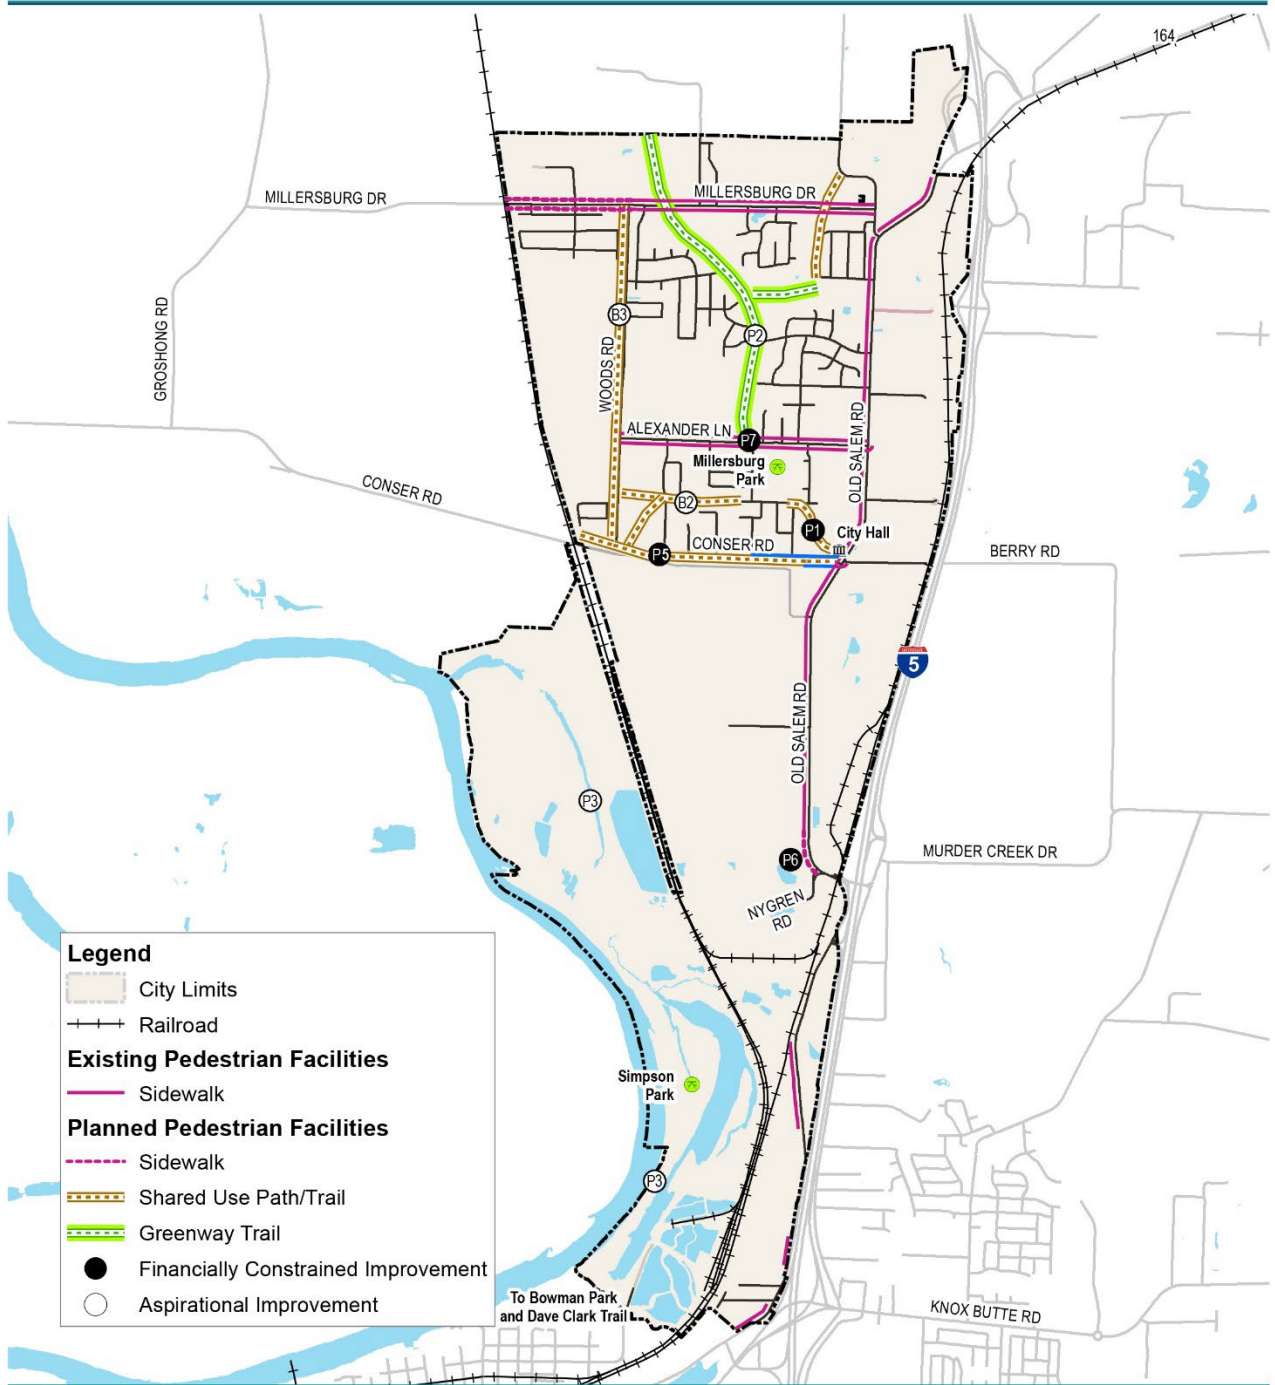 164
MILLERSBURG DR
MILLERSBURG DR
GROSHONG RD
B3
P2
WOODS RD
ALEXANDER LN
P7
OLD SALEM RD
Millersburg
Park
CONSER RD
B2
P1
City Hall
CONSER RD
P5
BERRY RD
INTERSTATE
5
OLD SALEM RD
P3
P6
MURDER CREEK DR
NYGREN
RD
Legend
City Limits
Railroad
Existing Pedestrian Facilities
Sidewalk
Planned Pedestrian Facilities
Sidewalk
Shared Use Path/Trail
Greenway Trail
Financially Constrained Improvement
Aspirational Improvement
Simpson
Park
P3
To Bowman Park
and Dave Clark Trail
KNOX BUTTE RD